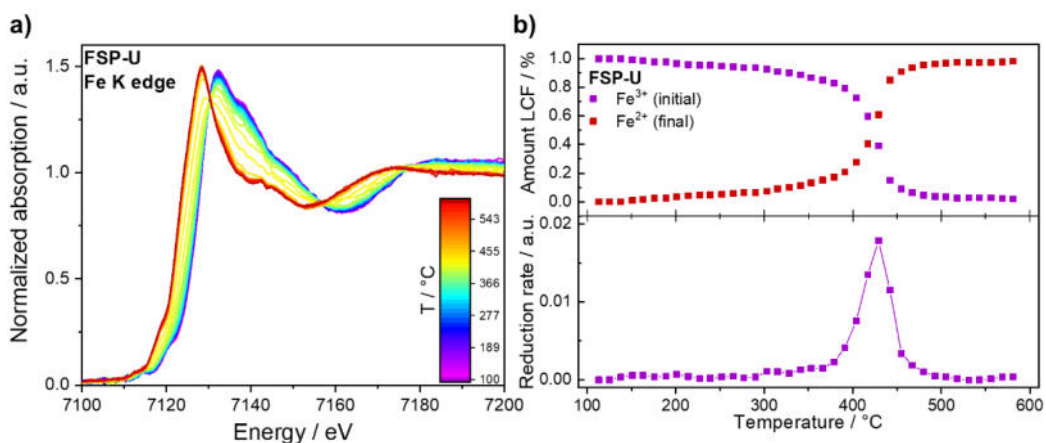 a)
FSP-U
Fe K edge
Normalized absorption / a.u.
1.5
1.0
0.5
0.0
7100 7120 7140 7160 7180 7200
Energy / eV
T / °C
543
455
366
277
189
100
b)
FSP-U
Fe³⁺ (initial)
Fe²⁺ (final)
Amount LCF / %
1.0
0.8
0.6
0.4
0.2
0.0
Reduction rate / a.u.
0.02
0.01
0.00
100 200 300 400 500 600
Temperature / °C